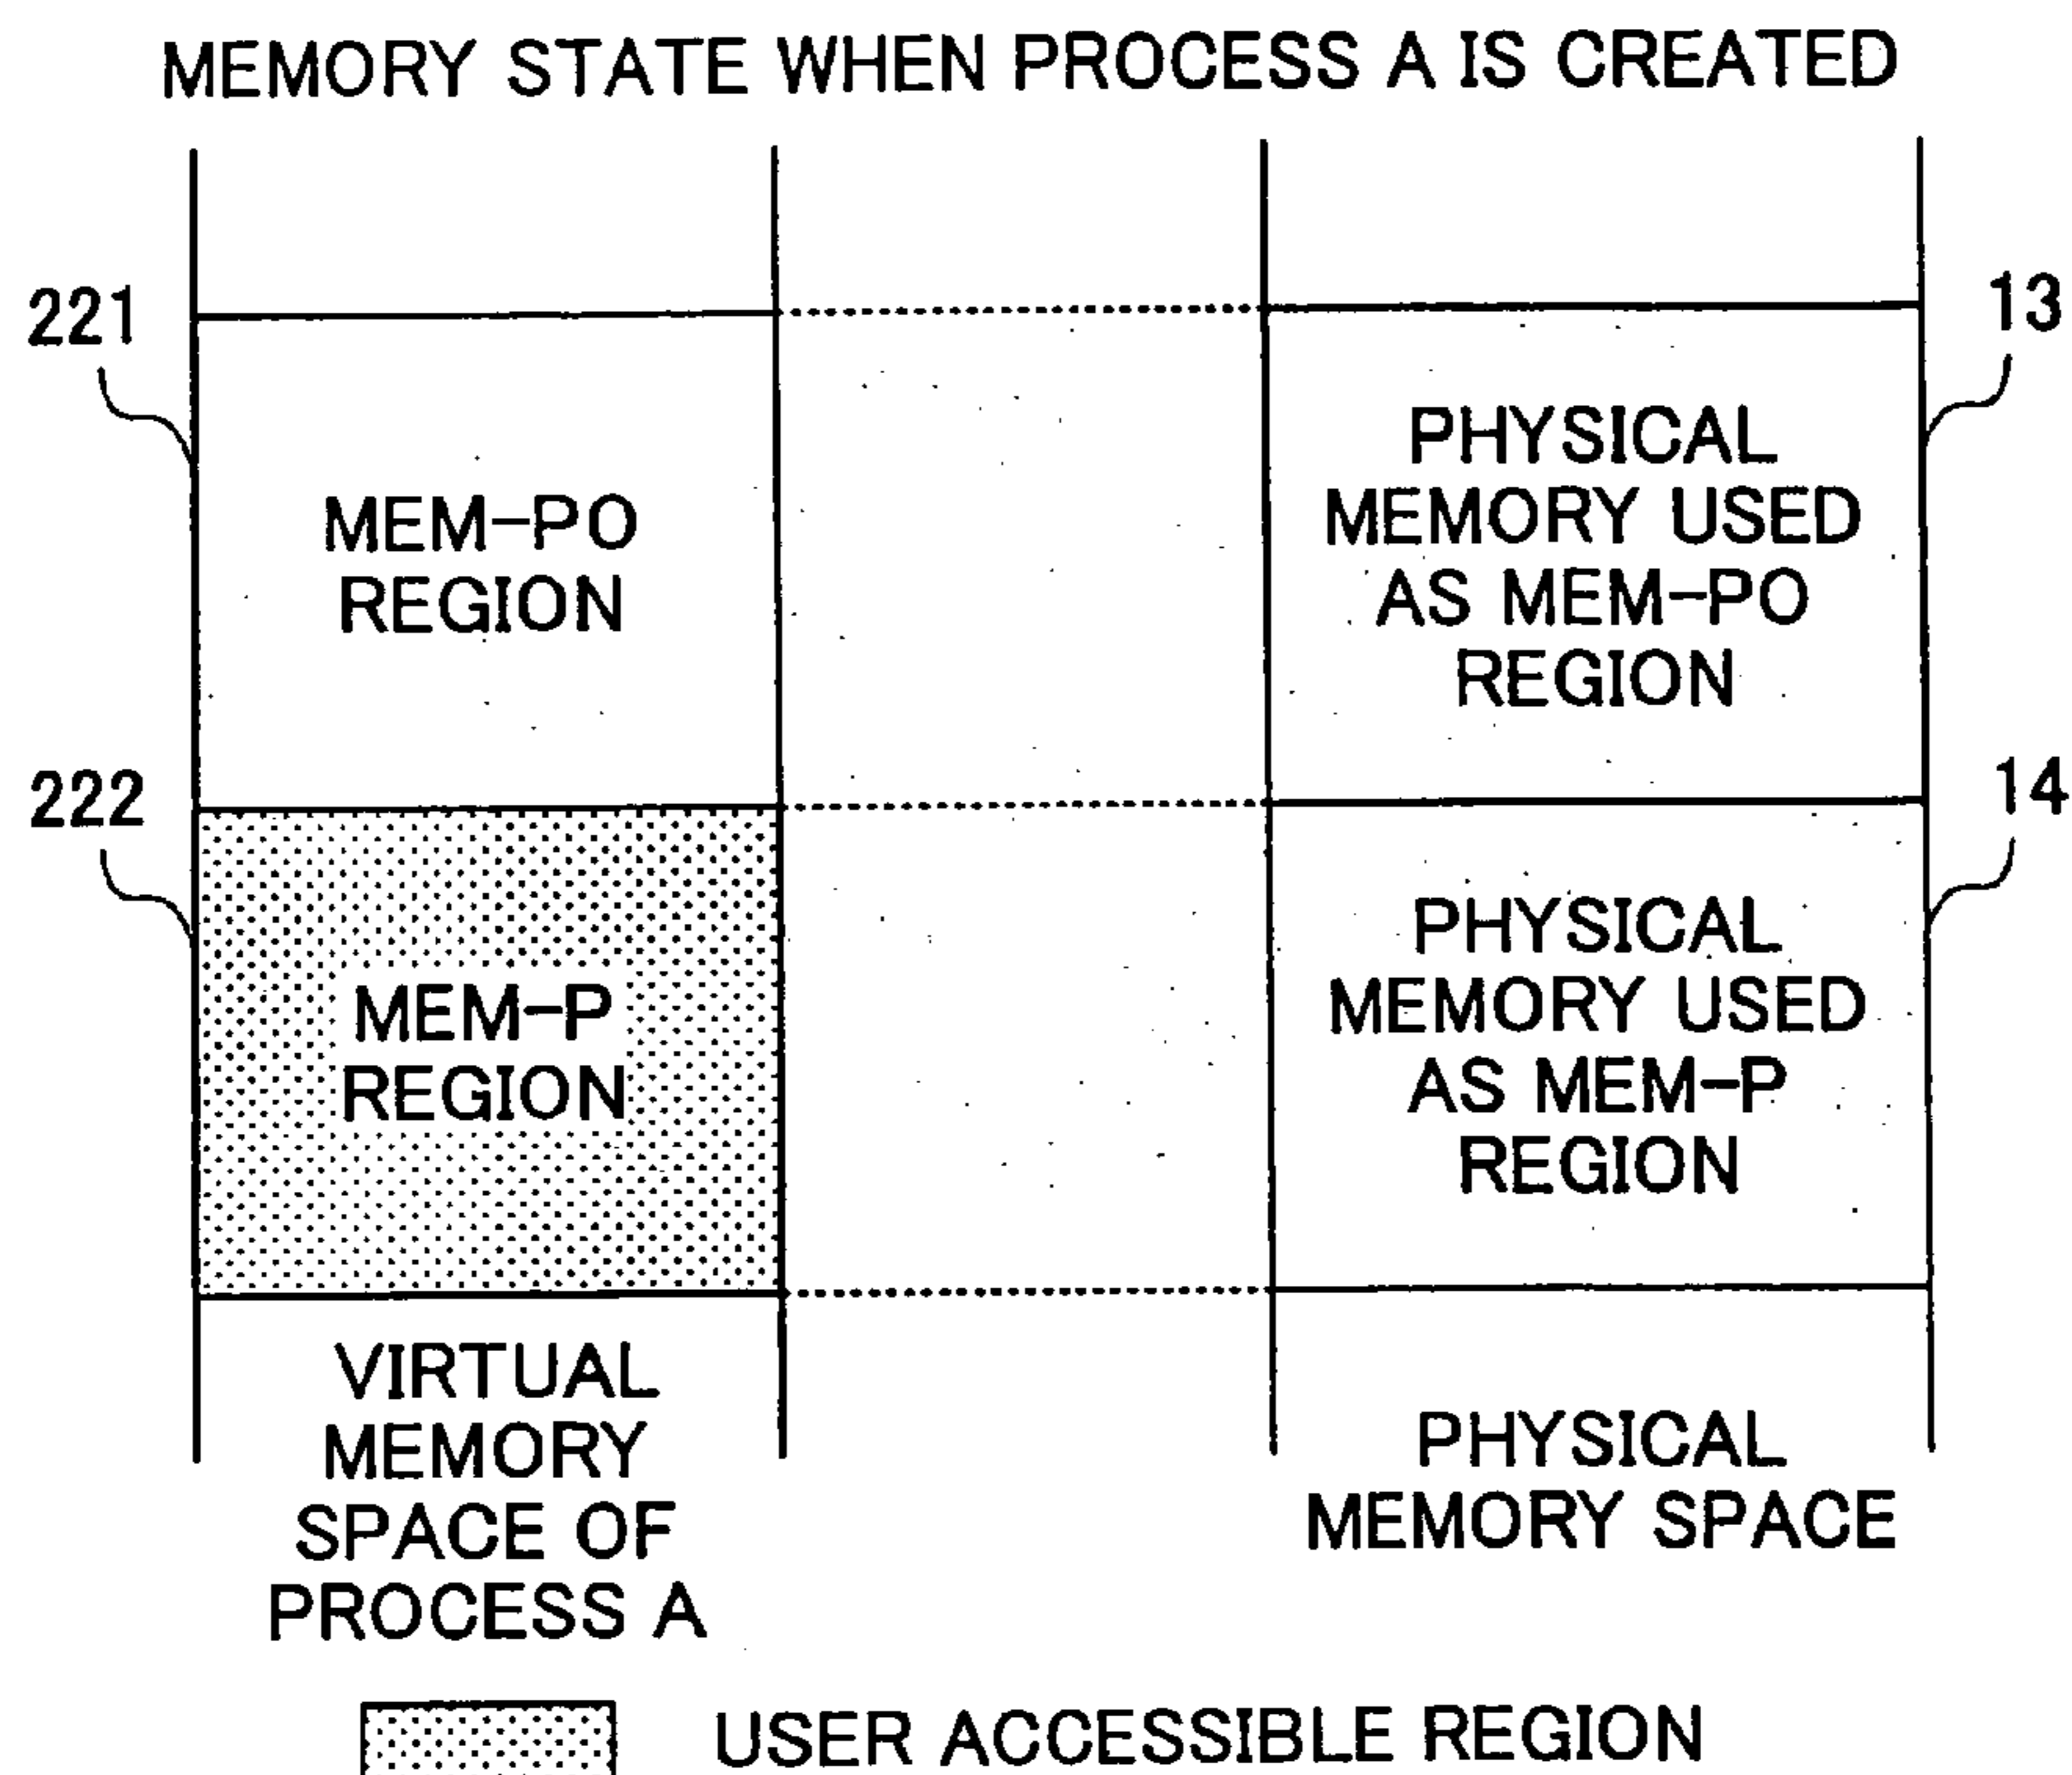 MEMORY STATE WHEN PROCESS A IS CREATED
221
13
MEM-PO
REGION
PHYSICAL
MEMORY USED
AS MEM-PO
REGION
222
14
MEM-P
REGION
PHYSICAL
MEMORY USED
AS MEM-P
REGION
VIRTUAL
MEMORY
SPACE OF
PROCESS A
PHYSICAL
MEMORY SPACE
USER ACCESSIBLE REGION